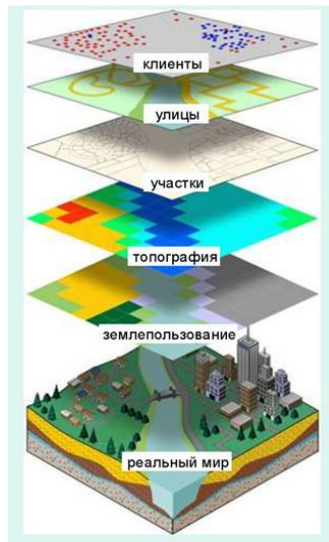 клиенты
улицы
участки
топография
землепользование
реальный мир